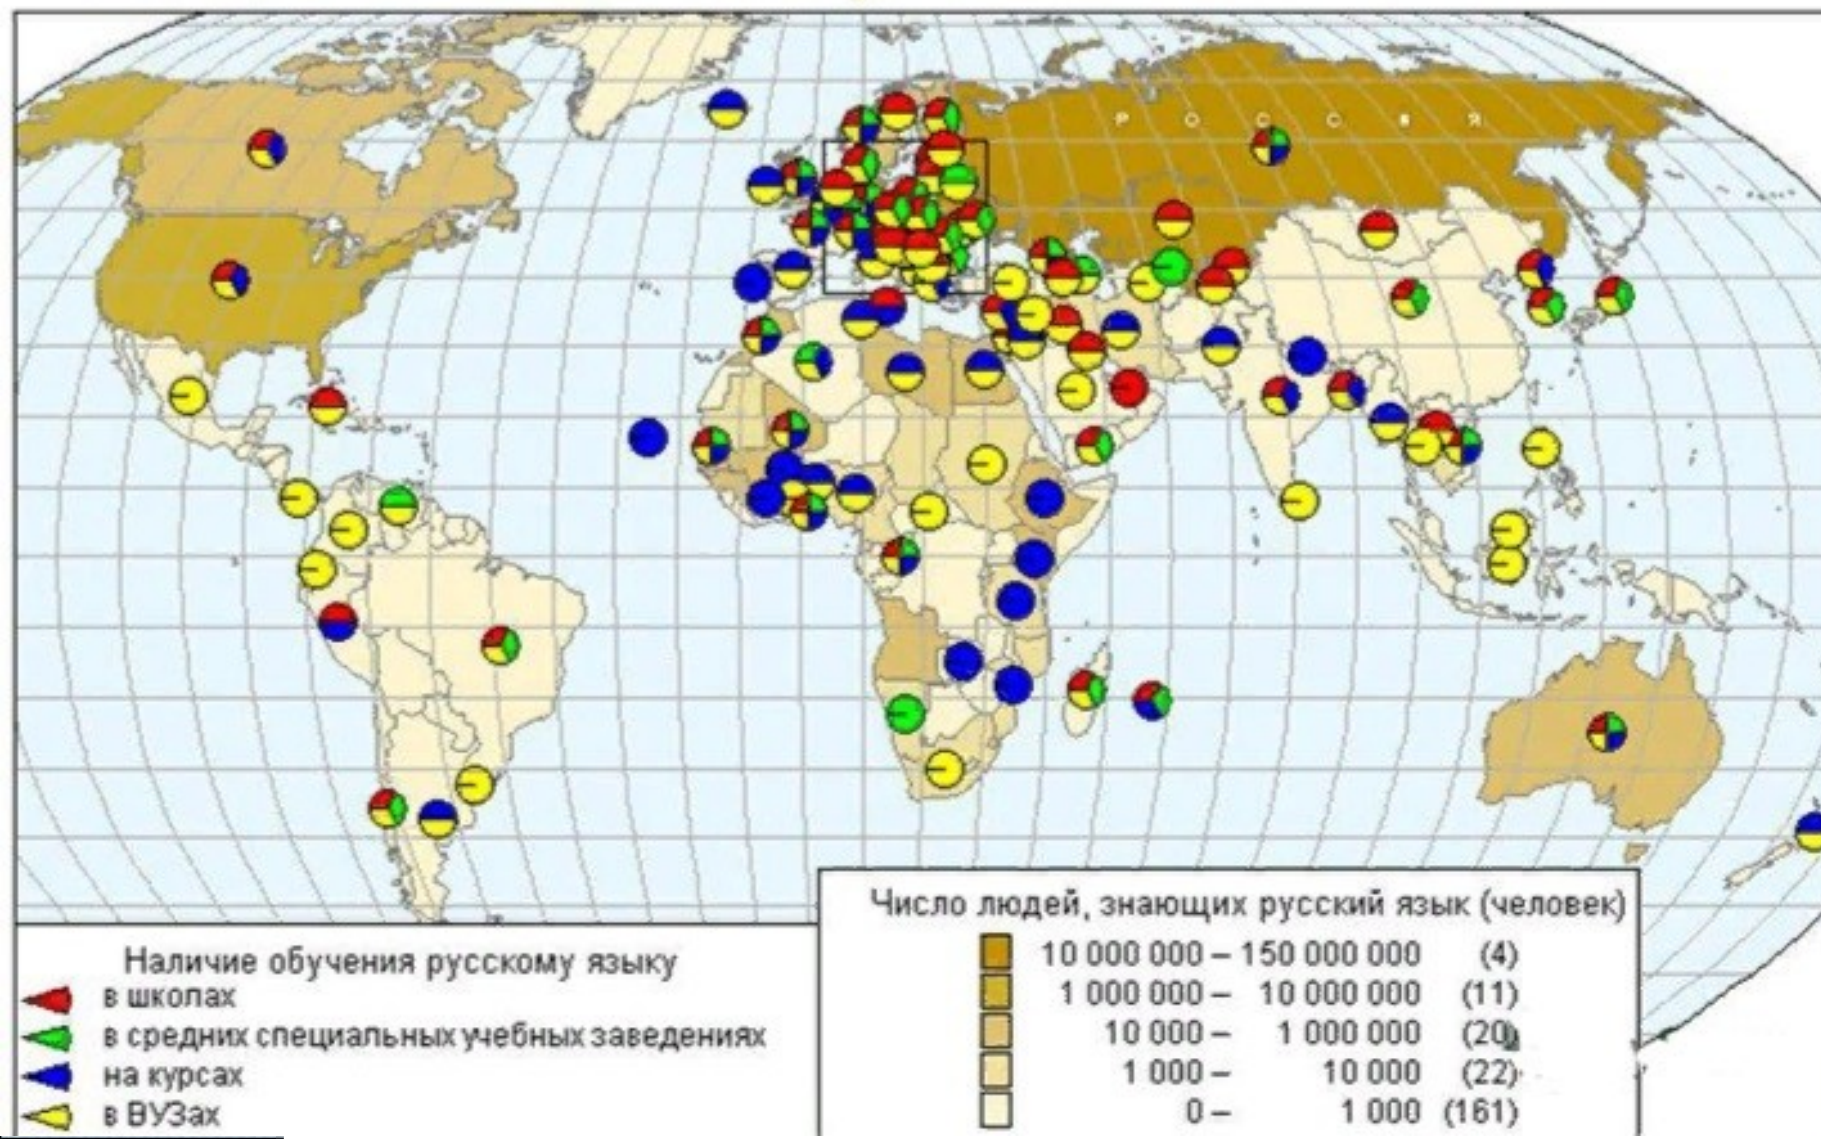 Р О С С И Я
Наличие обучения русскому языку
в школах
в средних специальных учебных заведениях
на курсах
в ВУЗах
Число людей, знающих русский язык (человек)
10 000 000 – 150 000 000 (4)
1 000 000 – 10 000 000 (11)
10 000 – 1 000 000 (20)
1 000 – 10 000 (22)
0 – 1 000 (161)